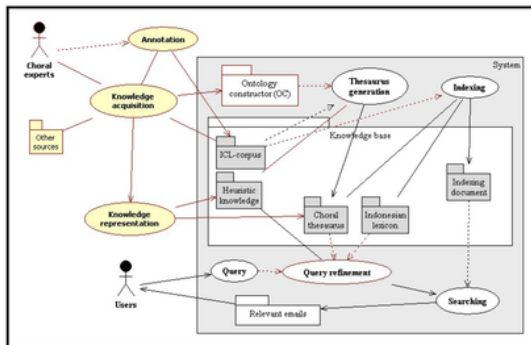 System
Annotation
Choral
experts
Ontology
constructor (OC)
Thesaurus
generation
Indexing
Knowledge
acquisition
Knowledge base
Other
sources
ICL-corpus
Heuristic
knowledge
Indexing
document
Knowledge
representation
Choral
thesaurus
Indonesian
lexicon
Query
Query refinement
Users
Searching
Relevant emails